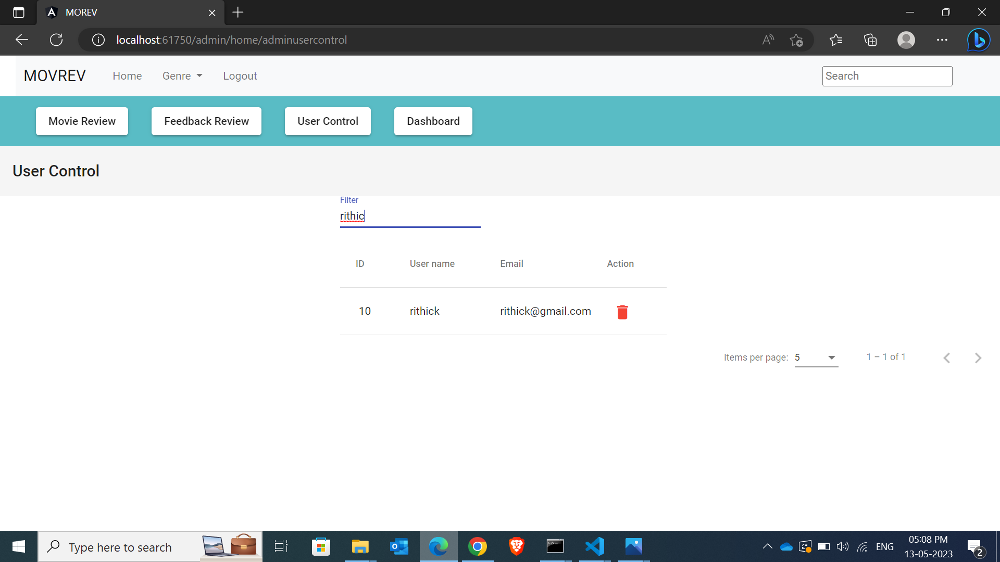 MOREV
localhost:61750/admin/home/adminusercontrol
MOVREV Home Genre Logout Search
Movie Review Feedback Review User Control Dashboard
User Control
Filter
rithic
ID User name Email Action
10 rithick rithick@gmail.com
Items per page: 5 1 – 1 of 1
Type here to search
ENG
05:08 PM
13-05-2023
2